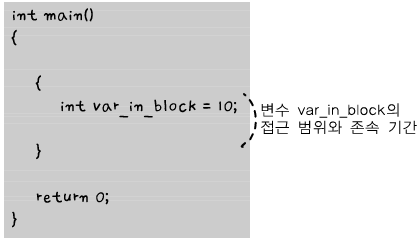 int main()
{
{
int var_in_block = 10;
변수 var_in_block의
접근 범위와 존속 기간
}
return 0;
}